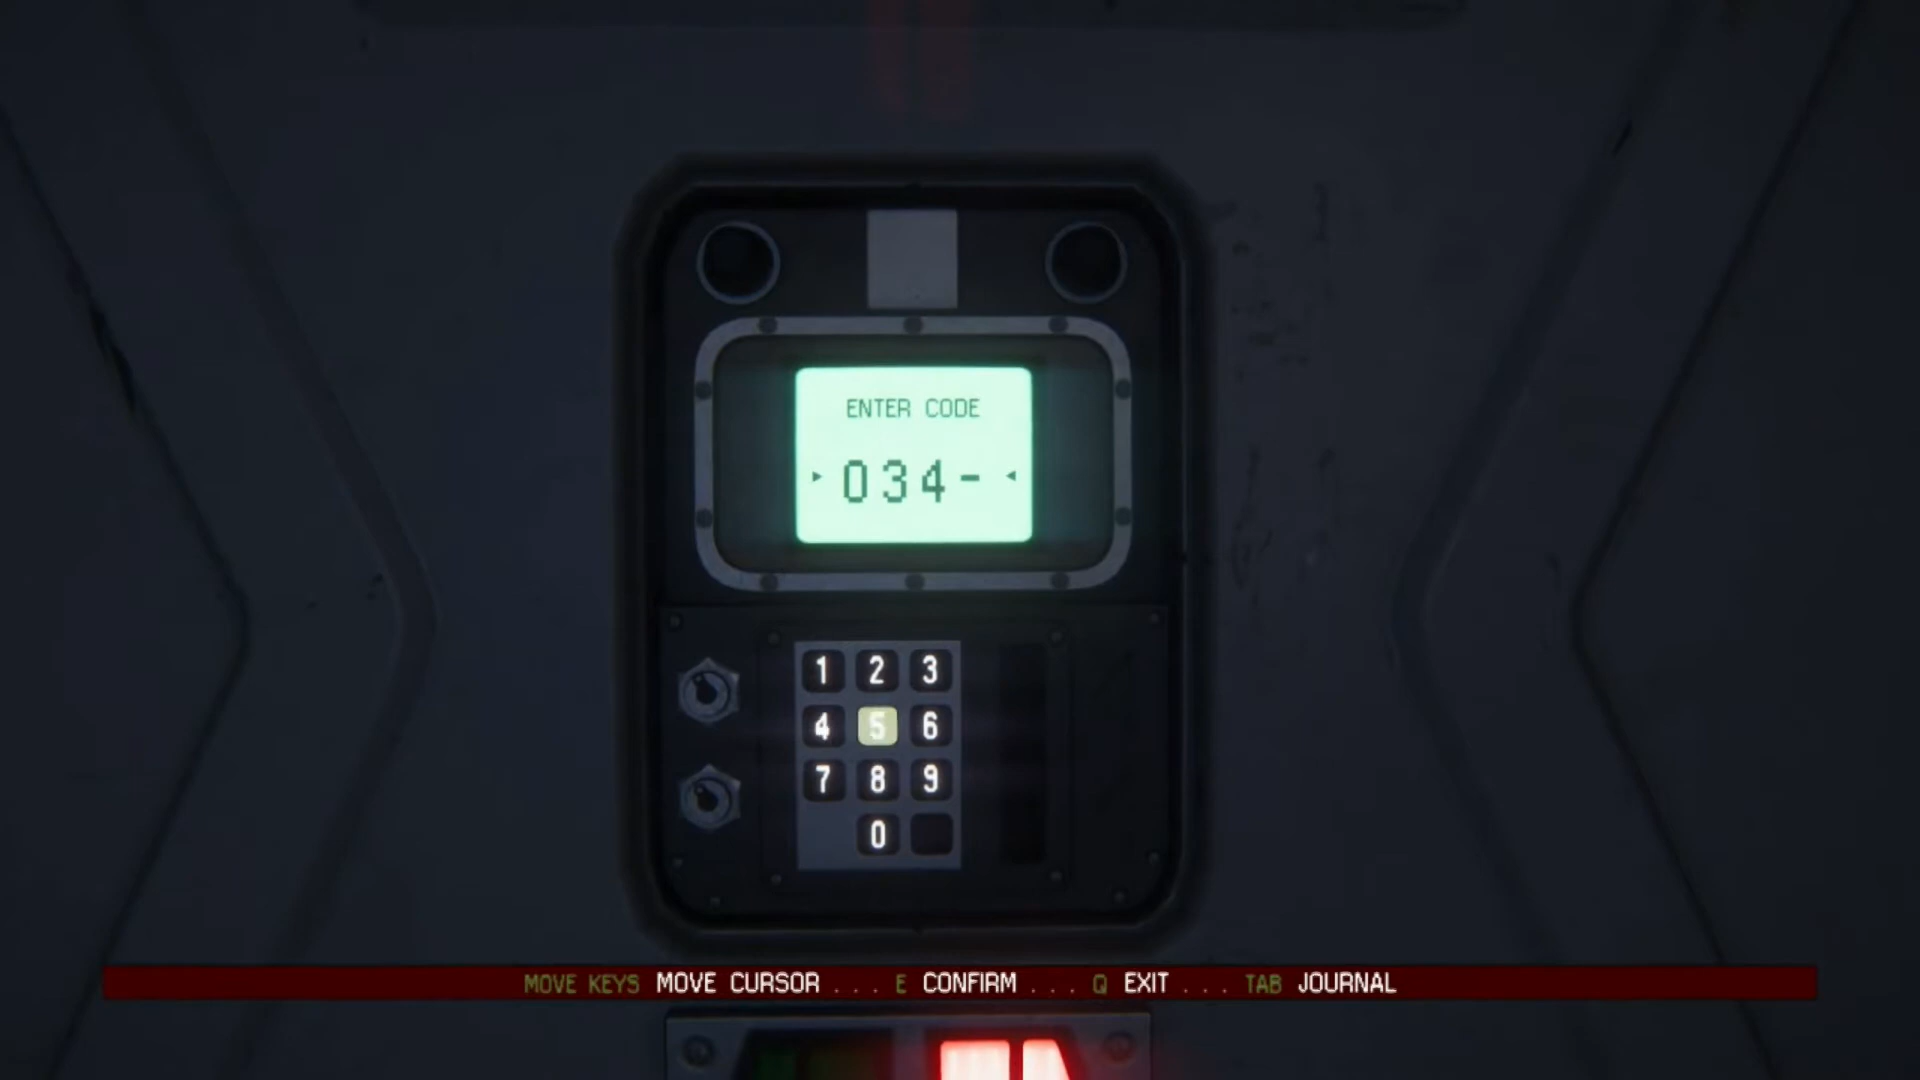 ENTER CODE
▸ 034- ◂
1 2 3
4 5 6
7 8 9
0
MOVE KEYS MOVE CURSOR ... E CONFIRM ... Q EXIT ... TAB JOURNAL